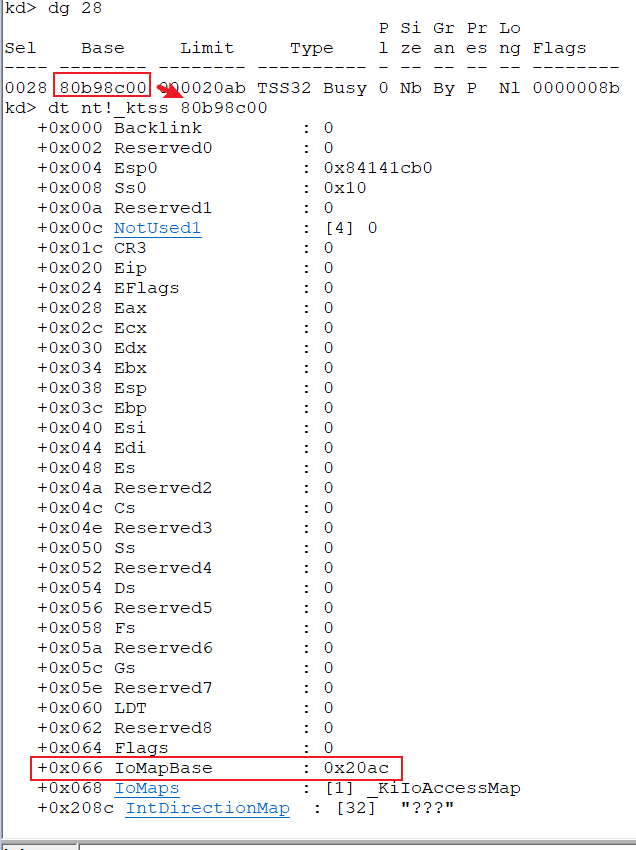 kd> dg 28
P Si Gr Pr Lo
Sel Base Limit Type l ze an es ng Flags
---- -------- -------- ---------- - -- -- -- -- --------
0028 80b98c00 000020ab TSS32 Busy 0 Nb By P Nl 0000008b
kd> dt nt!_ktss 80b98c00
+0x000 Backlink : 0
+0x002 Reserved0 : 0
+0x004 Esp0 : 0x84141cb0
+0x008 Ss0 : 0x10
+0x00a Reserved1 : 0
+0x00c NotUsed1 : [4] 0
+0x01c CR3 : 0
+0x020 Eip : 0
+0x024 EFlags : 0
+0x028 Eax : 0
+0x02c Ecx : 0
+0x030 Edx : 0
+0x034 Ebx : 0
+0x038 Esp : 0
+0x03c Ebp : 0
+0x040 Esi : 0
+0x044 Edi : 0
+0x048 Es : 0
+0x04a Reserved2 : 0
+0x04c Cs : 0
+0x04e Reserved3 : 0
+0x050 Ss : 0
+0x052 Reserved4 : 0
+0x054 Ds : 0
+0x056 Reserved5 : 0
+0x058 Fs : 0
+0x05a Reserved6 : 0
+0x05c Gs : 0
+0x05e Reserved7 : 0
+0x060 LDT : 0
+0x062 Reserved8 : 0
+0x064 Flags : 0
+0x066 IoMapBase : 0x20ac
+0x068 IoMaps : [1] _KiIoAccessMap
+0x208c IntDirectionMap : [32] "???"